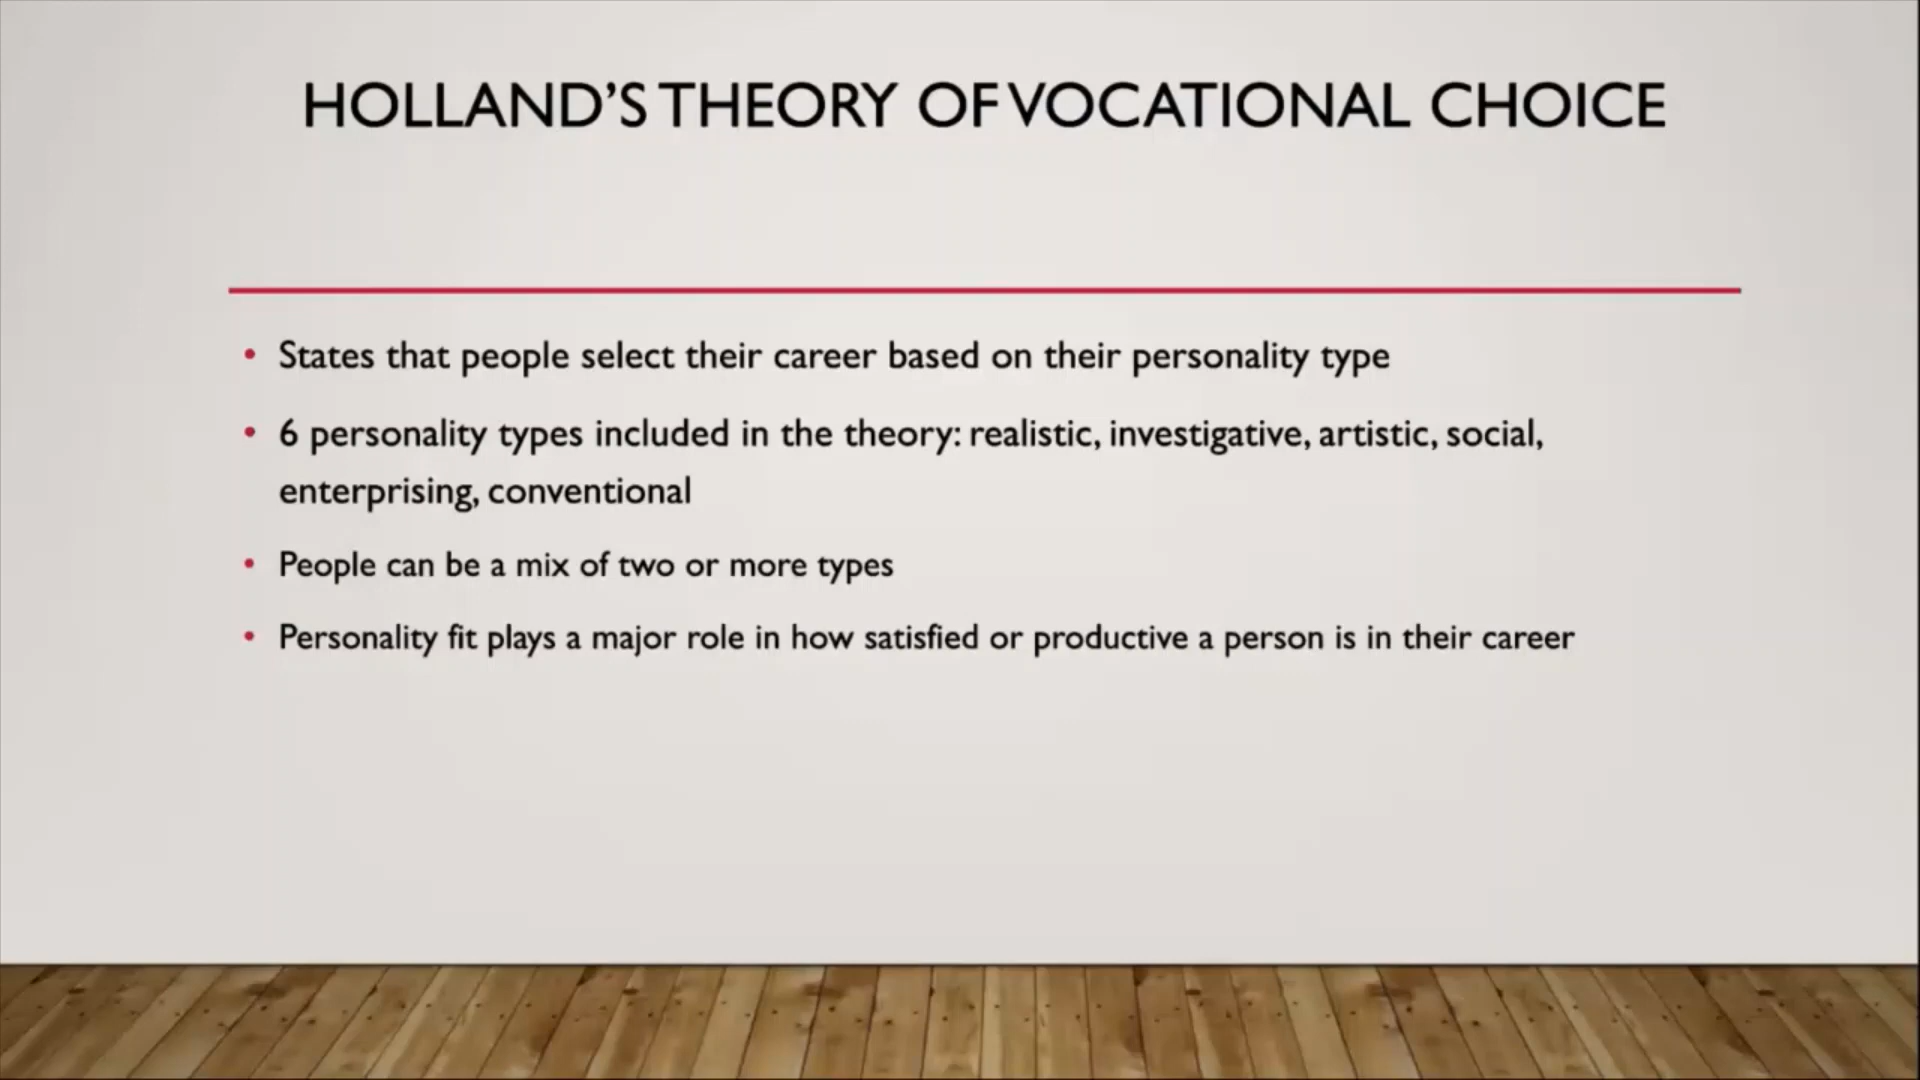 HOLLAND'S THEORY OF VOCATIONAL CHOICE
• States that people select their career based on their personality type
• 6 personality types included in the theory: realistic, investigative, artistic, social,
enterprising, conventional
• People can be a mix of two or more types
• Personality fit plays a major role in how satisfied or productive a person is in their career